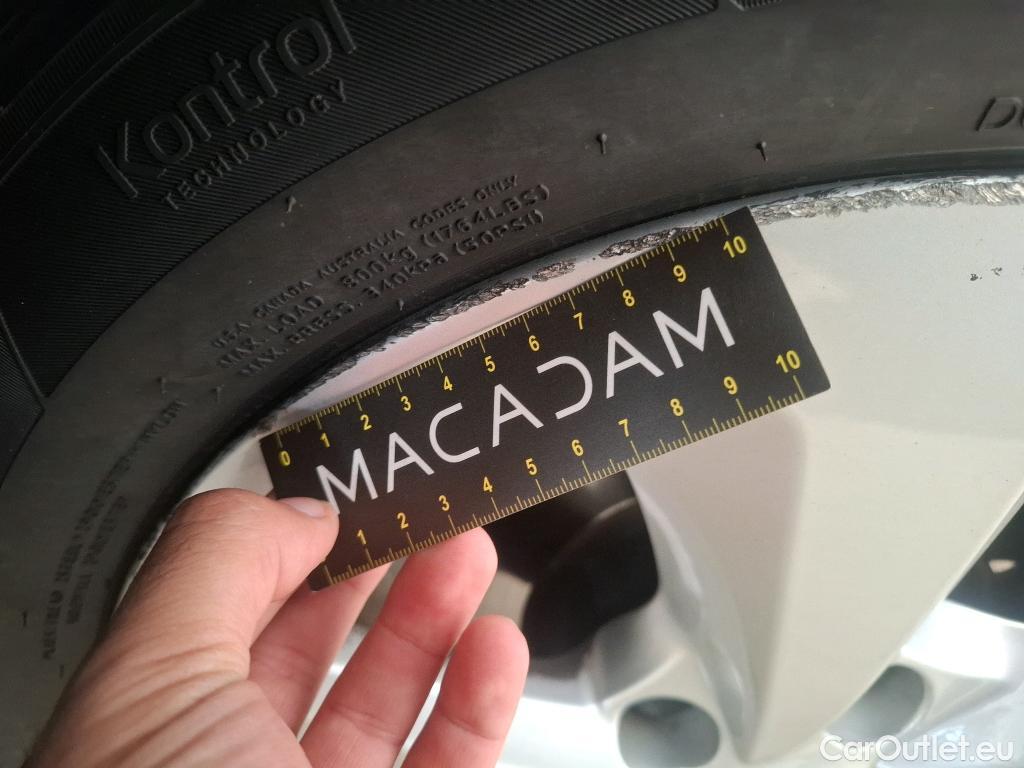 Kontrol
TECHNOLOGY
USA CANADA AUSTRALIA CODES ONLY
MAX. LOAD 800kg (1764LBS)
MAX. PRESS. 340kPa (50PSI)
0 1 2 3 4 5 6 7 8 9 10
MACADAM
1 2 3 4 5 6 7 8 9 10
CarOutlet.eu